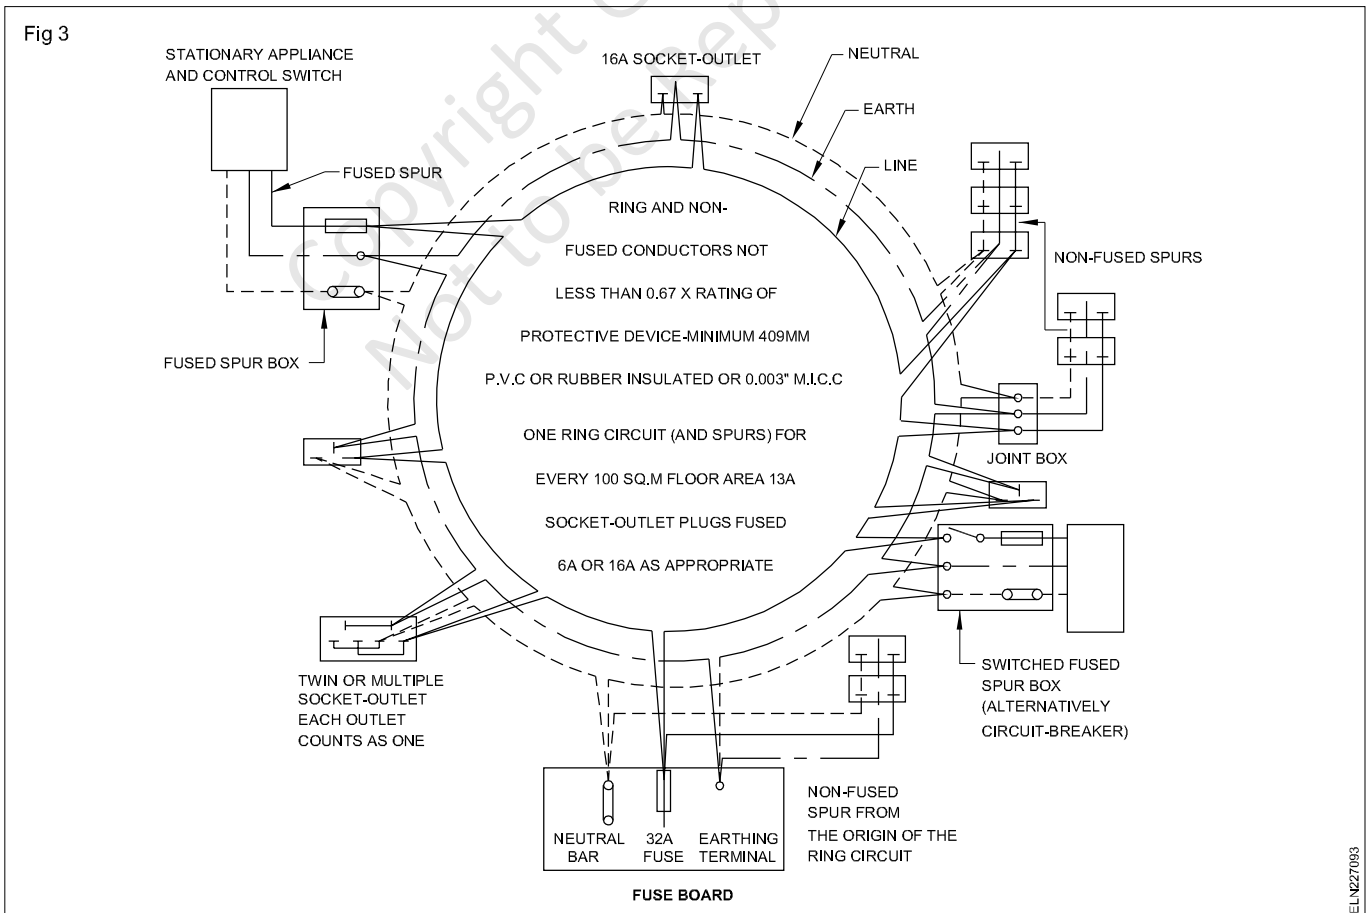 Fig 3
STATIONARY APPLIANCE
AND CONTROL SWITCH
16A SOCKET-OUTLET
NEUTRAL
EARTH
LINE
FUSED SPUR
FUSED SPUR BOX
RING AND NON-
FUSED CONDUCTORS NOT
LESS THAN 0.67 X RATING OF
PROTECTIVE DEVICE-MINIMUM 409MM
P.V.C OR RUBBER INSULATED OR 0.003" M.I.C.C
ONE RING CIRCUIT (AND SPURS) FOR
EVERY 100 SQ.M FLOOR AREA 13A
SOCKET-OUTLET PLUGS FUSED
6A OR 16A AS APPROPRIATE
NON-FUSED SPURS
JOINT BOX
SWITCHED FUSED
SPUR BOX
(ALTERNATIVELY
CIRCUIT-BREAKER)
TWIN OR MULTIPLE
SOCKET-OUTLET
EACH OUTLET
COUNTS AS ONE
NON-FUSED
SPUR FROM
THE ORIGIN OF THE
RING CIRCUIT
NEUTRAL
BAR
32A
FUSE
EARTHING
TERMINAL
FUSE BOARD
ELN227093
Copyright
Not to be Rep